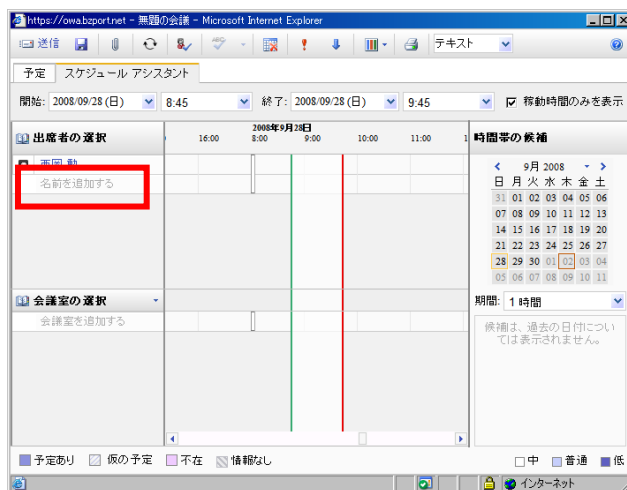 https://owa.bzport.net - 無題の会議 - Microsoft Internet Explorer
送信 テキスト
予定 スケジュール アシスタント
開始: 2008/09/28 (日) 8:45 終了: 2008/09/28 (日) 9:45 稼動時間のみを表示
出席者の選択
2008年9月28日
16:00 8:00 9:00 10:00 11:00 1
時間帯の候補
名前を追加する
9月 2008
日 月 火 水 木 金 土
31 01 02 03 04 05 06
07 08 09 10 11 12 13
14 15 16 17 18 19 20
21 22 23 24 25 26 27
28 29 30 01 02 03 04
05 06 07 08 09 10 11
会議室の選択
会議室を追加する
期間: 1 時間
候補は、過去の日付につい
ては表示されません。
予定あり 仮の予定 不在 情報なし
中 普通 低
インターネット